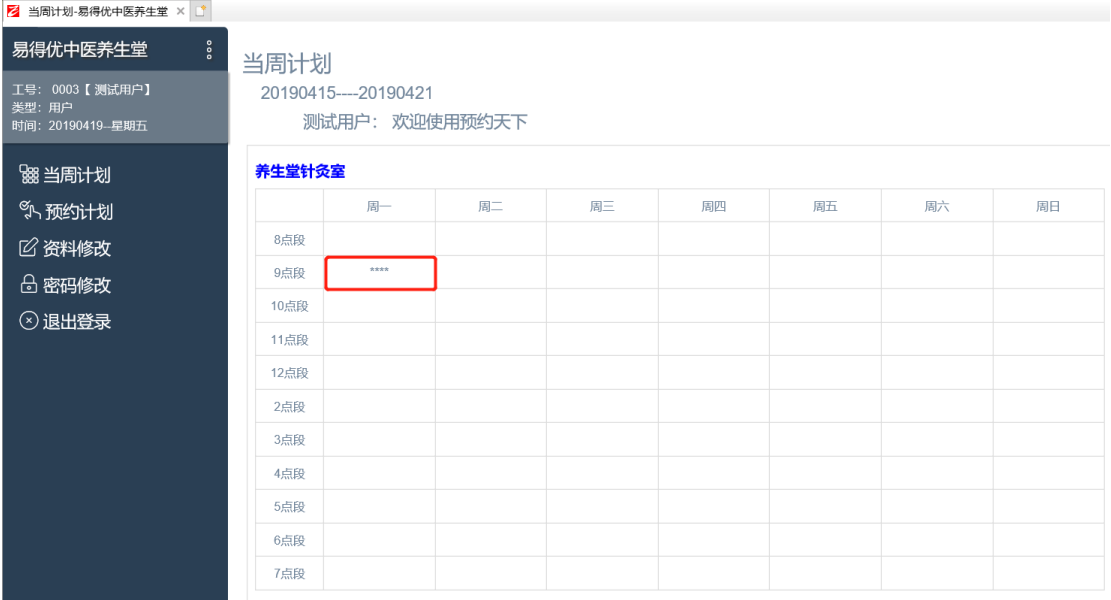 当周计划-易得优中医养生堂
易得优中医养生堂
工号： 0003【 测试用户】
类型：用户
时间：20190419--星期五
当周计划
预约计划
资料修改
密码修改
退出登录
当周计划
20190415----20190421
测试用户： 欢迎使用预约天下
养生堂针灸室
周一 周二 周三 周四 周五 周六 周日
8点段
9点段 ****
10点段
11点段
12点段
2点段
3点段
4点段
5点段
6点段
7点段